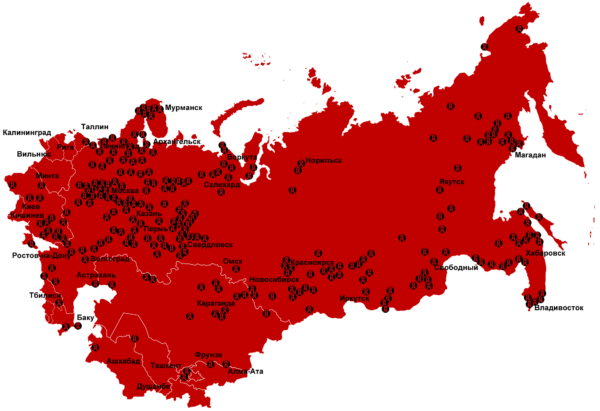 Мурманск
Таллин
Калининград
Архангельск
Рига
Ленинград
Вильнюс
Воркута
Норильск
Магадан
Минск
Салехард
Якутск
Москва
Киев
Казань
Кишинев
Пермь
Свердловск
Хабаровск
Ростов-на-Дону
Волгоград
Омск
Красноярск
Свободный
Астрахань
Новосибирск
Тбилиси
Караганда
Иркутск
Владивосток
Баку
Фрунзе
Ашхабад
Ташкент
Алма-Ата
Душанбе